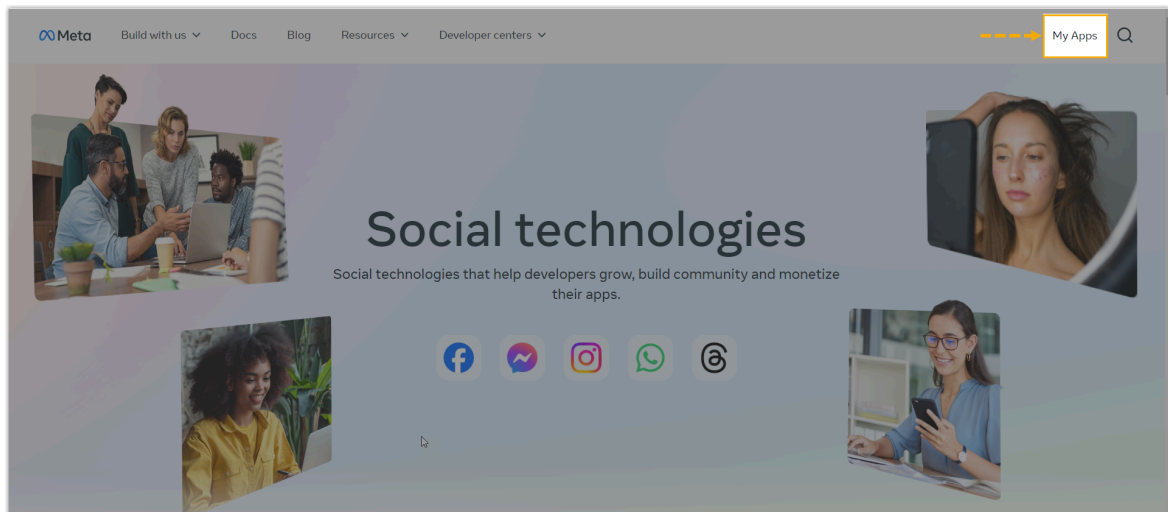 Meta
Build with us
Docs
Blog
Resources
Developer centers
My Apps
Social technologies
Social technologies that help developers grow, build community and monetize
their apps.